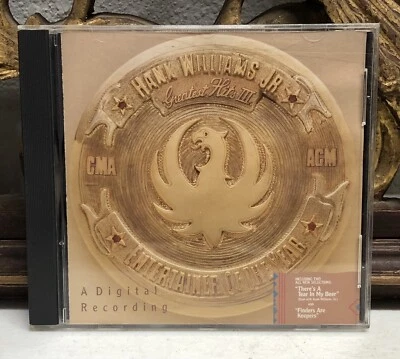 HANK WILLIAMS JR.
Greatest Hits III
CMA
ACM
ENTERTAINER OF THE YEAR
A Digital
Recording
INCLUDES TWO
ALL NEW SELECTIONS:
"There's A
Tear In My Beer"
and
"Finders Are
Keepers"